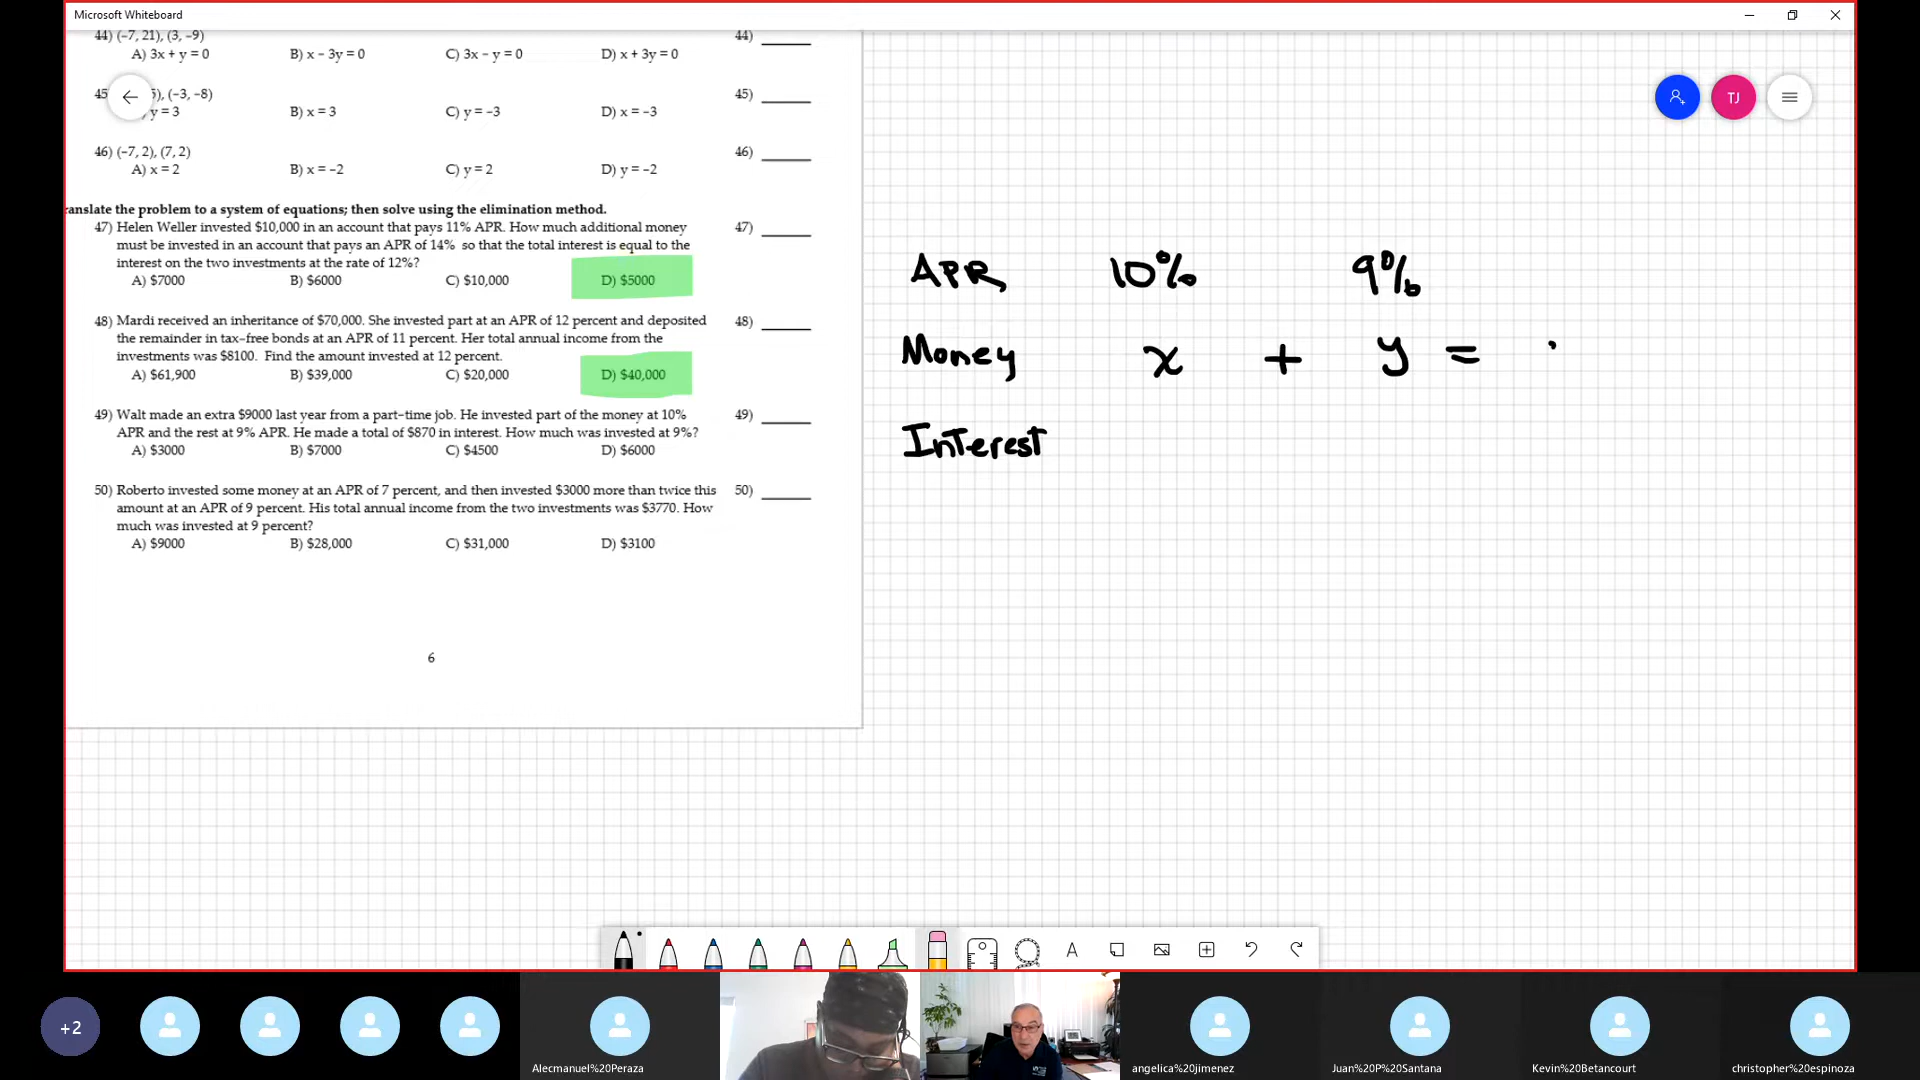 Microsoft Whiteboard
44) (−7, 21), (3, −9) 44) ______
A) 3x + y = 0 B) x − 3y = 0 C) 3x − y = 0 D) x + 3y = 0
45 5), (−3, −8) 45) ______
y = 3 B) x = 3 C) y = −3 D) x = −3
46) (−7, 2), (7, 2) 46) ______
A) x = 2 B) x = −2 C) y = 2 D) y = −2
ranslate the problem to a system of equations; then solve using the elimination method.
47) Helen Weller invested $10,000 in an account that pays 11% APR. How much additional money 47) ______
must be invested in an account that pays an APR of 14% so that the total interest is equal to the
interest on the two investments at the rate of 12%?
A) $7000 B) $6000 C) $10,000 D) $5000
48) Mardi received an inheritance of $70,000. She invested part at an APR of 12 percent and deposited 48) ______
the remainder in tax−free bonds at an APR of 11 percent. Her total annual income from the
investments was $8100. Find the amount invested at 12 percent.
A) $61,900 B) $39,000 C) $20,000 D) $40,000
49) Walt made an extra $9000 last year from a part−time job. He invested part of the money at 10% 49) ______
APR and the rest at 9% APR. He made a total of $870 in interest. How much was invested at 9%?
A) $3000 B) $7000 C) $4500 D) $6000
50) Roberto invested some money at an APR of 7 percent, and then invested $3000 more than twice this 50) ______
amount at an APR of 9 percent. His total annual income from the two investments was $3770. How
much was invested at 9 percent?
A) $9000 B) $28,000 C) $31,000 D) $3100
6
TJ
APR 10% 9%
Money x + y =
Interest
A
+2
Alecmanuel%20Peraza
angelica%20jimenez
Juan%20P%20Santana
Kevin%20Betancourt
christopher%20espinoza